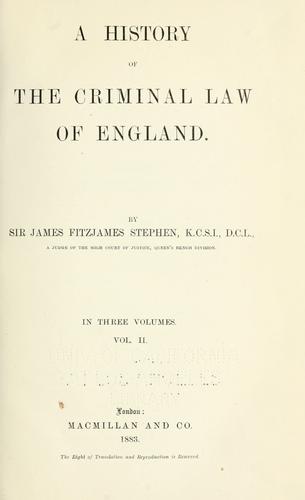 A HISTORY
OF
THE CRIMINAL LAW
OF ENGLAND.
BY
SIR JAMES FITZJAMES STEPHEN, K.C.S.I., D.C.L.,
A JUDGE OF THE HIGH COURT OF JUSTICE, QUEEN'S BENCH DIVISION.
IN THREE VOLUMES.
VOL. II.
London:
MACMILLAN AND CO.
1883.
The Right of Translation and Reproduction is Reserved.